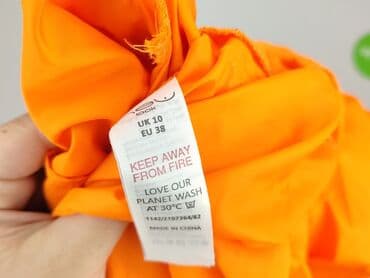 UK 10
EU 38
KEEP AWAY
FROM FIRE
LOVE OUR
PLANET WASH
AT 30°C
MADE IN CHINA